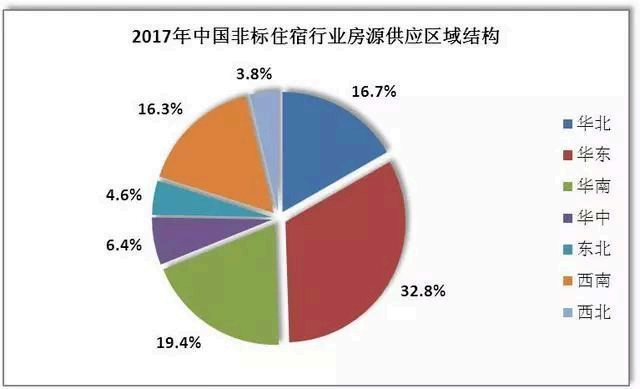 2017年中国非标住宿行业房源供应区域结构
3.8%
16.7%
16.3%
4.6%
6.4%
19.4%
32.8%
华北
华东
华南
华中
东北
西南
西北